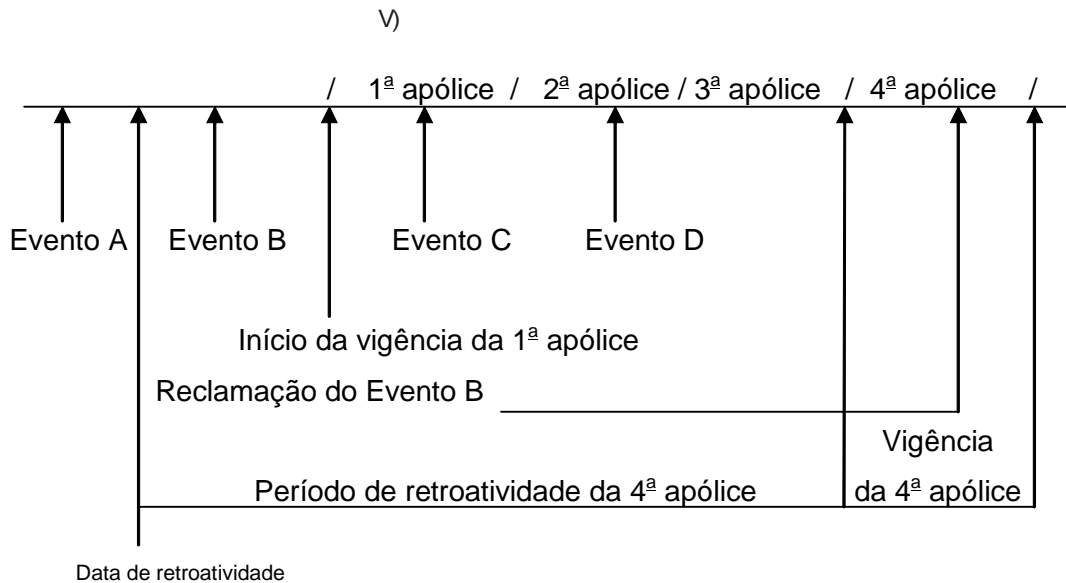 V)
/ 1ª apólice / 2ª apólice / 3ª apólice / 4ª apólice /
Evento A Evento B Evento C Evento D
Início da vigência da 1ª apólice
Reclamação do Evento B
Vigência
Período de retroatividade da 4ª apólice da 4ª apólice
Data de retroatividade